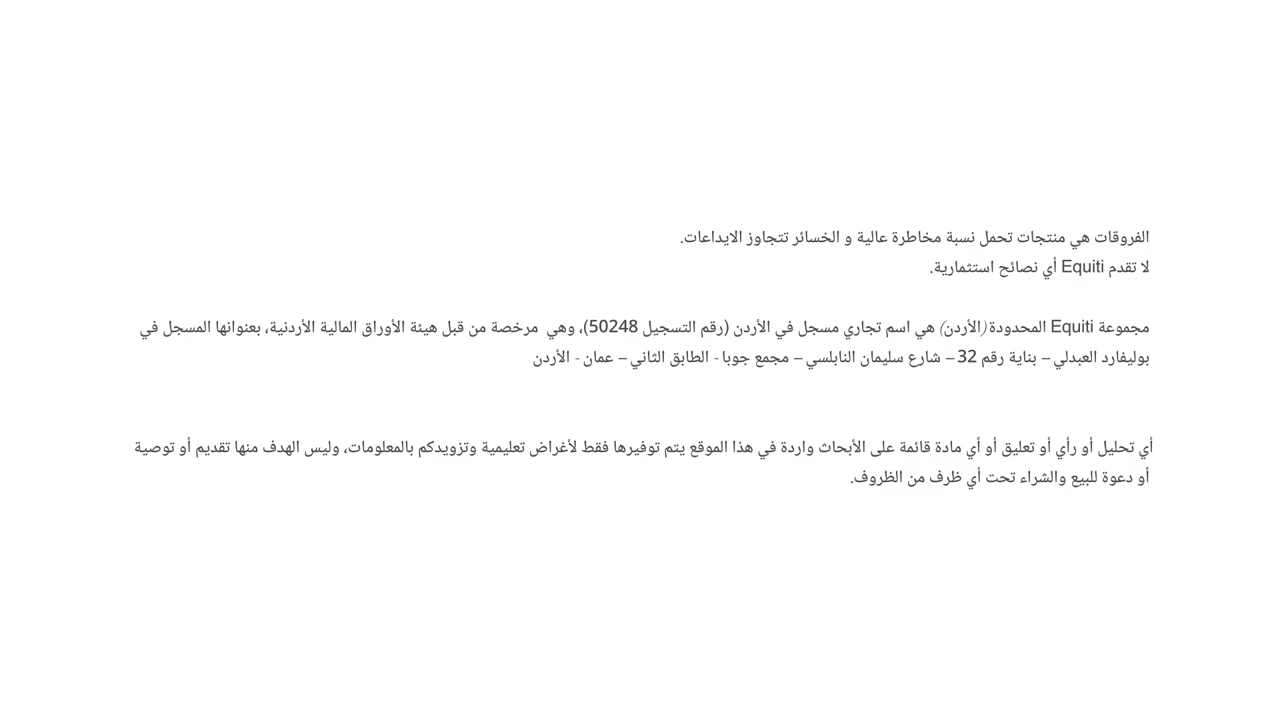 الفروقات هي منتجات تحمل نسبة مخاطرة عالية و الخسائر تتجاوز الايداعات.
لا تقدم Equiti أي نصائح استثمارية.
مجموعة Equiti المحدودة (الأردن) هي اسم تجاري مسجل في الأردن (رقم التسجيل 50248)، وهي مرخصة من قبل هيئة الأوراق المالية الأردنية، بعنوانها المسجل في
بوليفارد العبدلي – بناية رقم 32 – شارع سليمان النابلسي – مجمع جوبا - الطابق الثاني – عمان - الأردن
أي تحليل أو رأي أو تعليق أو أي مادة قائمة على الأبحاث واردة في هذا الموقع يتم توفيرها فقط لأغراض تعليمية وتزويدكم بالمعلومات، وليس الهدف منها تقديم أو توصية
أو دعوة للبيع والشراء تحت أي ظرف من الظروف.